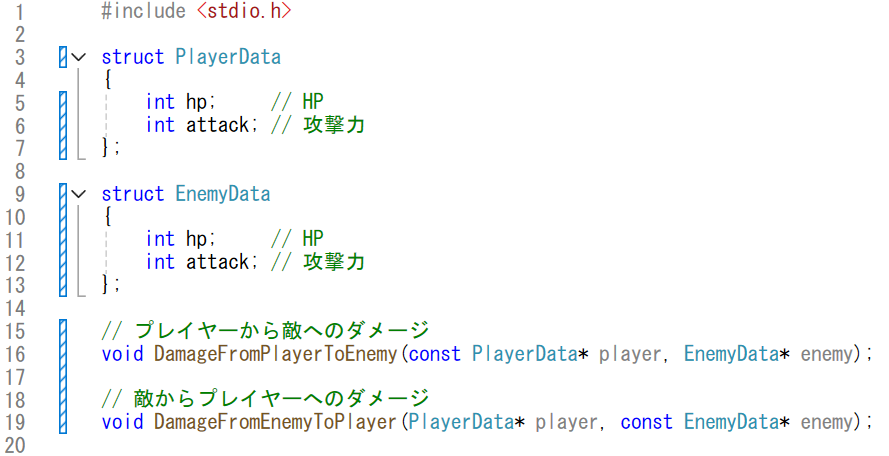 1 #include <stdio.h>
2
3 struct PlayerData
4 {
5 int hp; // HP
6 int attack; // 攻撃力
7 };
8
9 struct EnemyData
10 {
11 int hp; // HP
12 int attack; // 攻撃力
13 };
14
15 // プレイヤーから敵へのダメージ
16 void DamageFromPlayerToEnemy(const PlayerData* player, EnemyData* enemy);
17
18 // 敵からプレイヤーへのダメージ
19 void DamageFromEnemyToPlayer(PlayerData* player, const EnemyData* enemy);
20